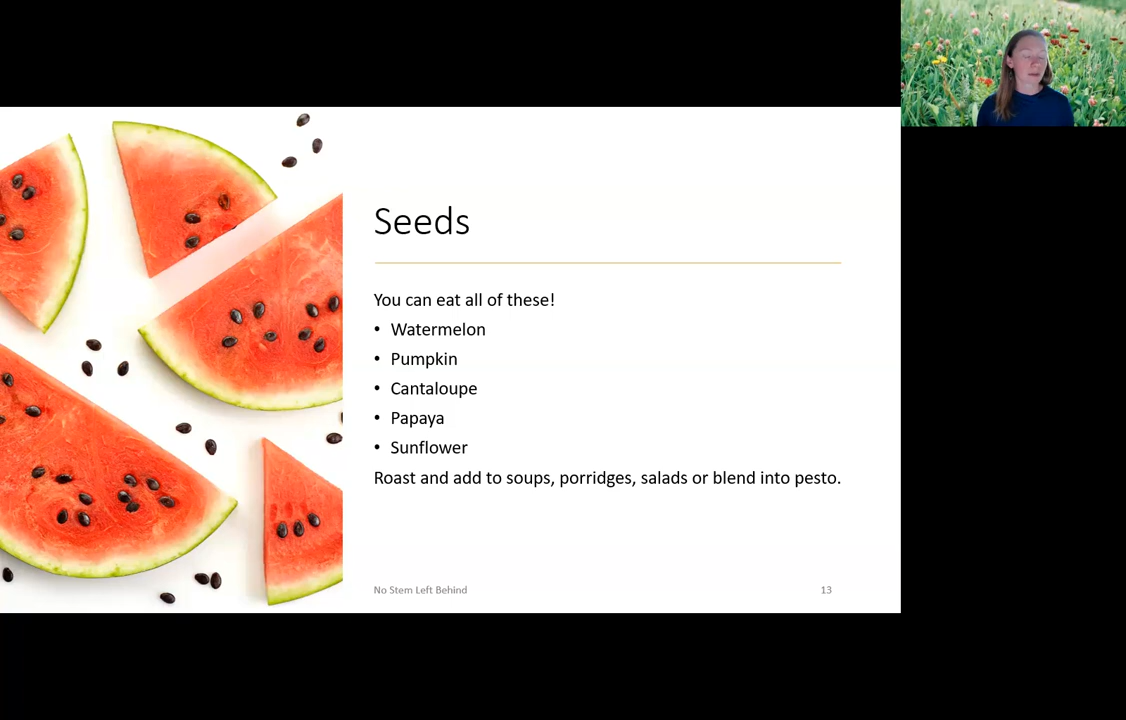 Seeds
You can eat all of these!
• Watermelon
• Pumpkin
• Cantaloupe
• Papaya
• Sunflower
Roast and add to soups, porridges, salads or blend into pesto.
No Stem Left Behind
13